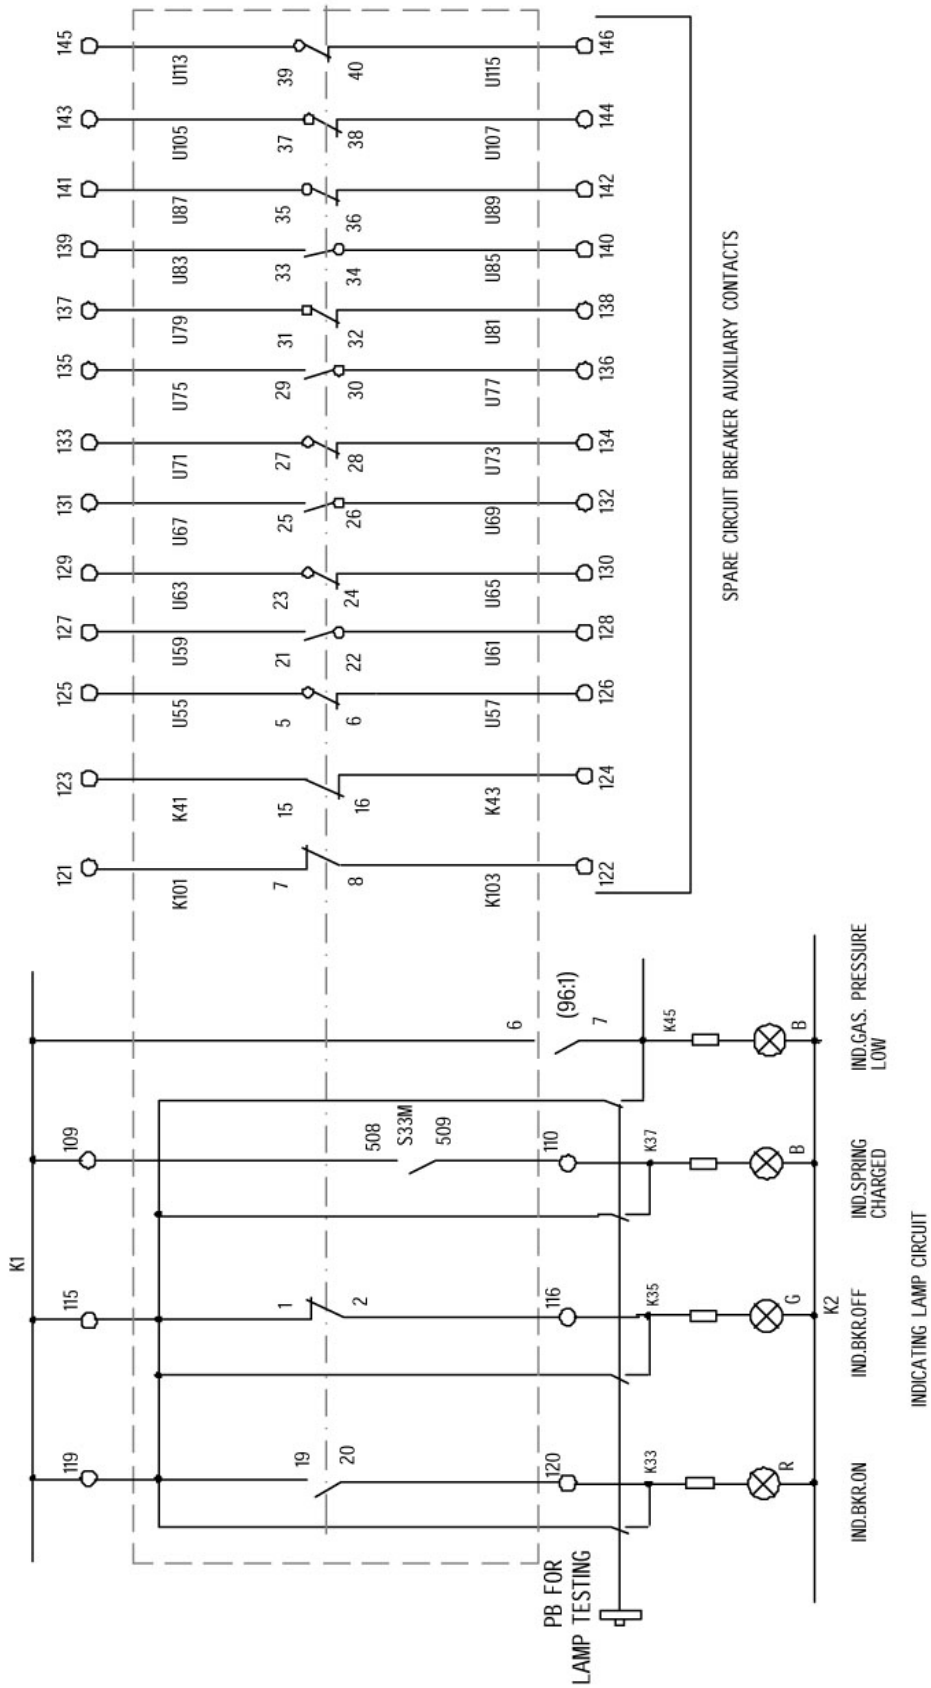 K1
119
115
109
121
123
125
127
129
131
133
135
137
139
141
143
145
K101
K41
U55
U59
U63
U67
U71
U75
U79
U83
U87
U105
U113
19
1
7
15
5
21
23
25
27
29
31
33
35
37
39
20
2
508
8
16
6
22
24
26
28
30
32
34
36
38
40
S33M
509
6
(96:1)
7
K103
K43
U57
U61
U65
U69
U73
U77
U81
U85
U89
U107
U115
PB FOR
LAMP TESTING
120
116
110
122
124
126
128
130
132
134
136
138
140
142
144
146
K33
K35
K37
K45
SPARE CIRCUIT BREAKER AUXILIARY CONTACTS
R
G
B
B
K2
IND.BKR.ON
IND.BKR.OFF
IND.SPRING
CHARGED
IND.GAS. PRESSURE
LOW
INDICATING LAMP CIRCUIT